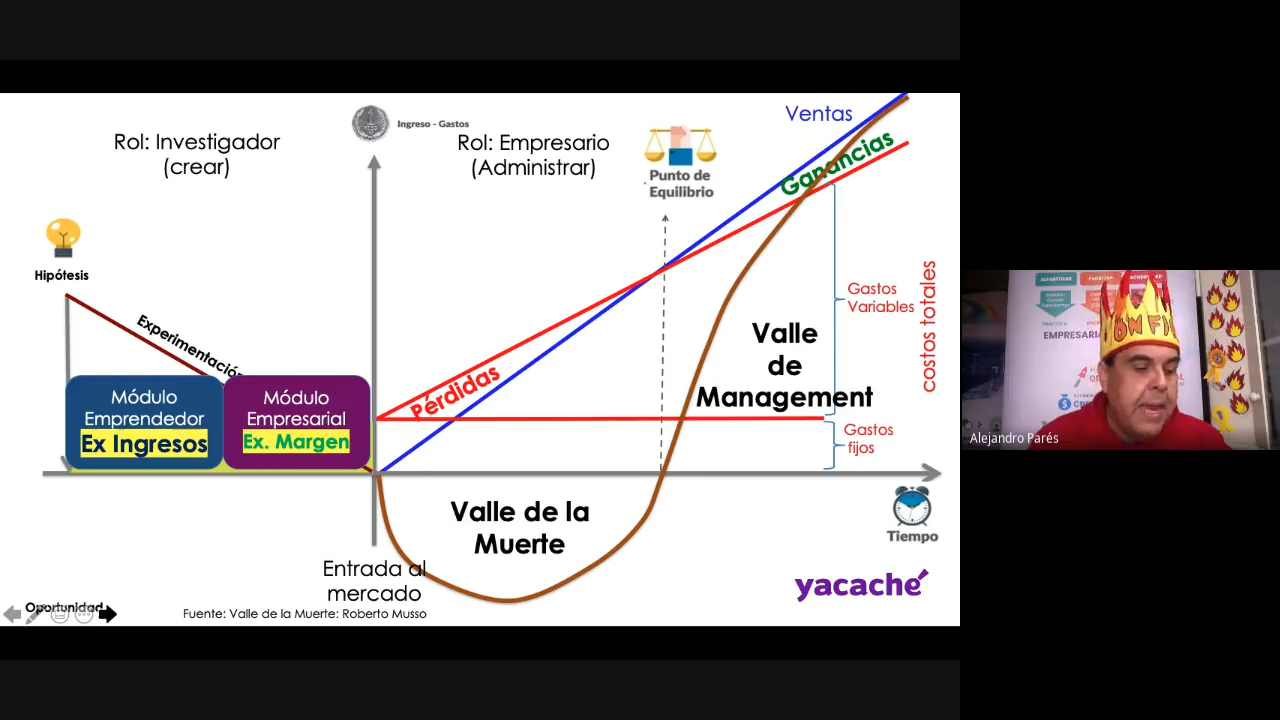 Rol: Investigador
(crear)
Ingreso - Gastos
Rol: Empresario
(Administrar)
Punto de
Equilibrio
Ventas
Ganancias
Hipótesis
Experimentación
Pérdidas
Gastos
Variables
costos totales
Valle
de
Management
Gastos
fijos
Módulo
Emprendedor
Ex Ingresos
Módulo
Empresarial
Ex. Margen
Valle de la
Muerte
Tiempo
Entrada al
mercado
yacaché
Oportunidad
Fuente: Valle de la Muerte: Roberto Musso
EMPRESARIA
Alejandro Parés